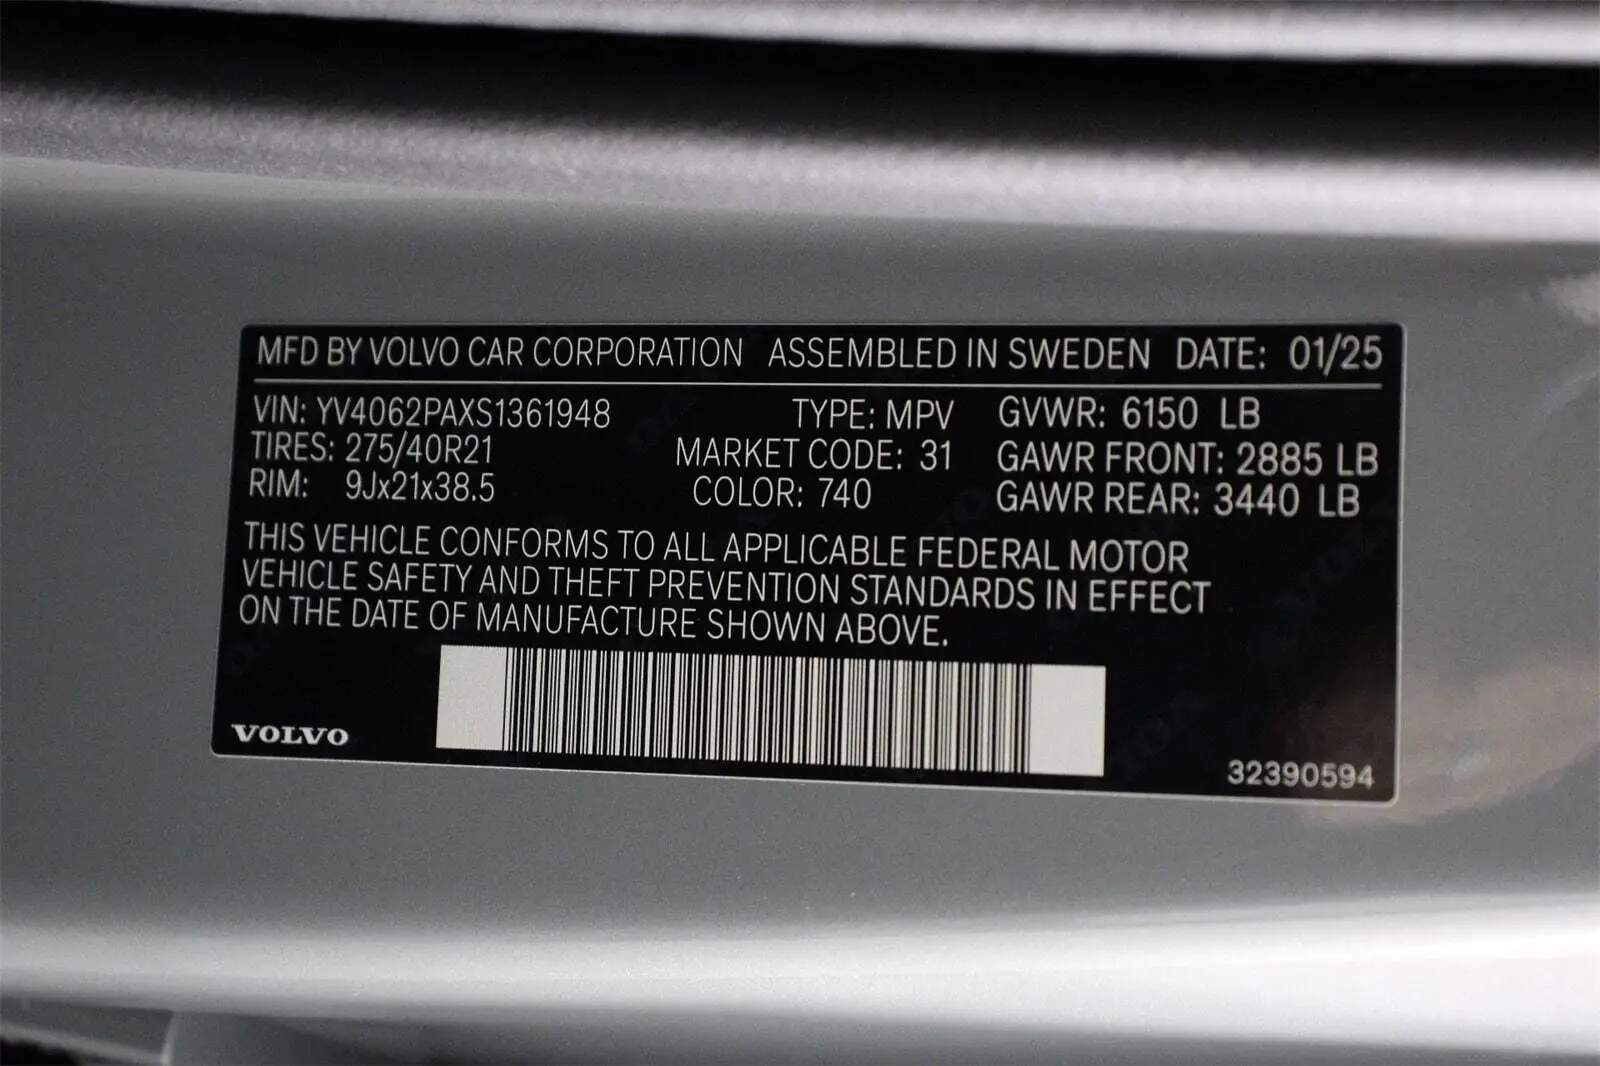 MFD BY VOLVO CAR CORPORATION ASSEMBLED IN SWEDEN DATE: 01/25
VIN: YV4062PAXS1361948 TYPE: MPV GVWR: 6150 LB
TIRES: 275/40R21 MARKET CODE: 31 GAWR FRONT: 2885 LB
RIM: 9Jx21x38.5 COLOR: 740 GAWR REAR: 3440 LB
THIS VEHICLE CONFORMS TO ALL APPLICABLE FEDERAL MOTOR
VEHICLE SAFETY AND THEFT PREVENTION STANDARDS IN EFFECT
ON THE DATE OF MANUFACTURE SHOWN ABOVE.
VOLVO
32390594